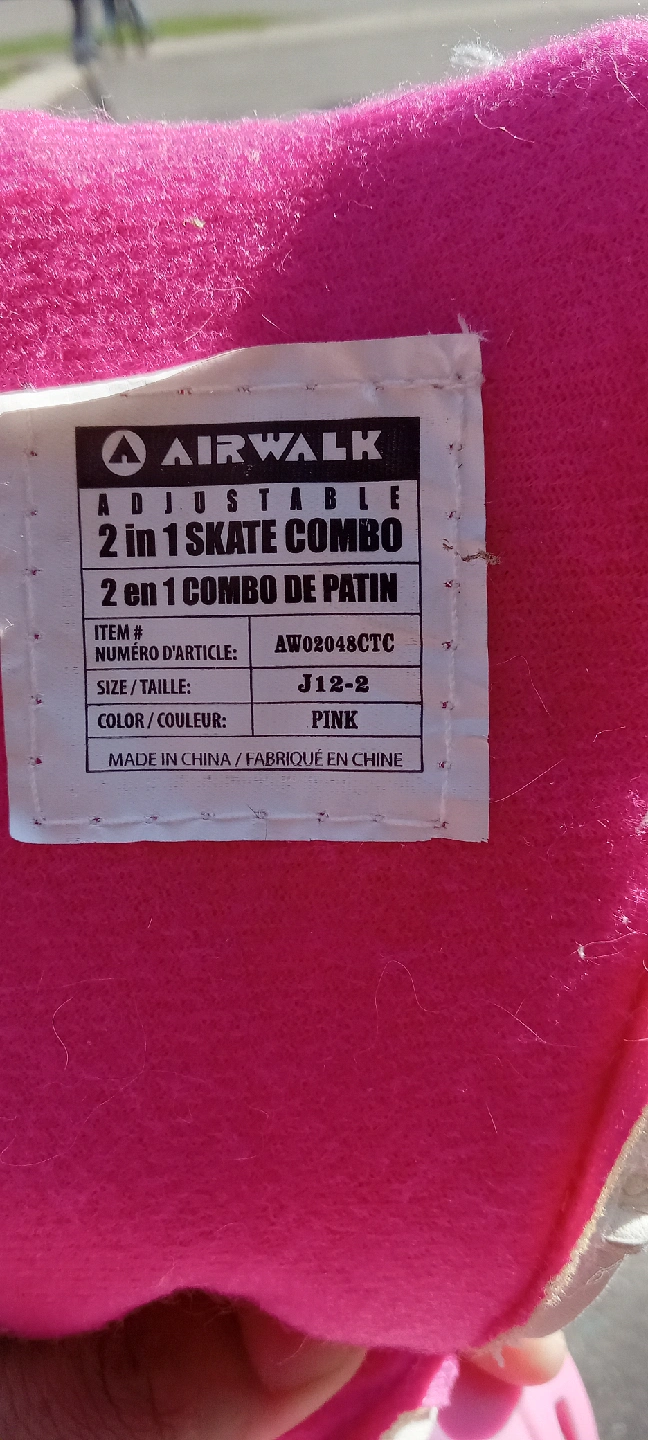 AIRWALK
ADJUSTABLE
2 in 1 SKATE COMBO
2 en 1 COMBO DE PATIN
ITEM #
NUMÉRO D'ARTICLE: AW02048CTC
SIZE / TAILLE: J12-2
COLOR / COULEUR: PINK
MADE IN CHINA / FABRIQUÉ EN CHINE